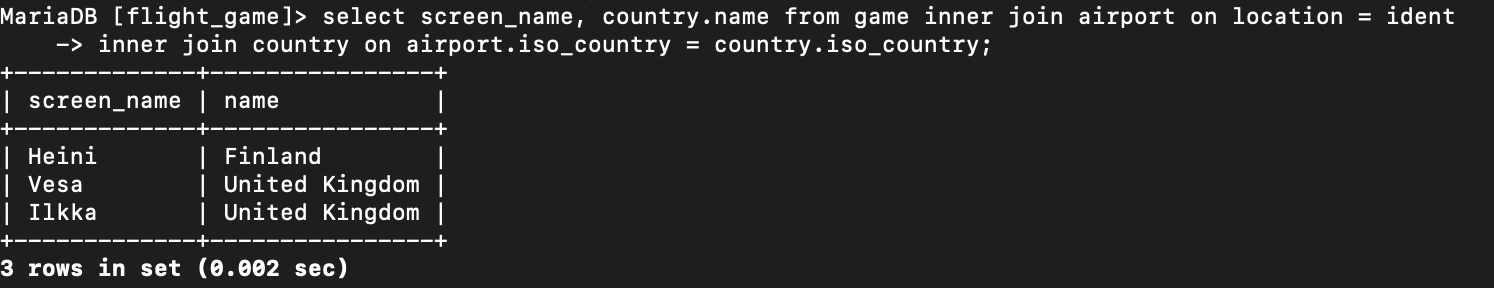 MariaDB [flight_game]> select screen_name, country.name from game inner join airport on location = ident
    -> inner join country on airport.iso_country = country.iso_country;
+-------------+----------------+
| screen_name | name           |
+-------------+----------------+
| Heini       | Finland        |
| Vesa        | United Kingdom |
| Ilkka       | United Kingdom |
+-------------+----------------+
3 rows in set (0.002 sec)